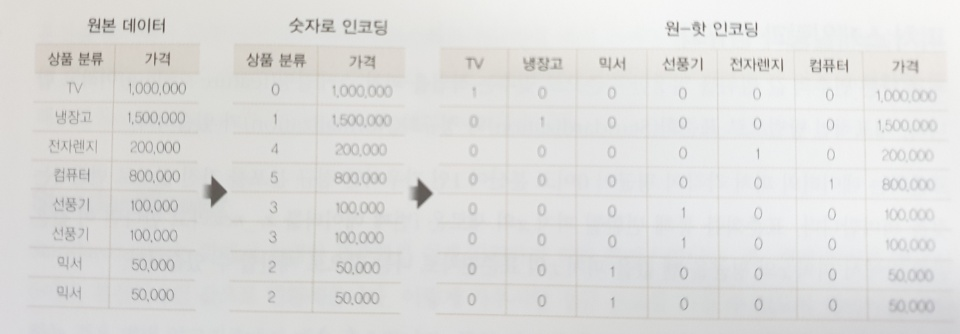 원본 데이터 숫자로 인코딩 원-핫 인코딩
상품 분류 가격 상품 분류 가격 TV 냉장고 믹서 선풍기 전자렌지 컴퓨터 가격
TV 1,000,000 0 1,000,000 1 0 0 0 0 0 1,000,000
냉장고 1,500,000 1 1,500,000 0 1 0 0 0 0 1,500,000
전자렌지 200,000 4 200,000 0 0 0 0 1 0 200,000
컴퓨터 800,000 5 800,000 0 0 0 0 0 1 800,000
선풍기 100,000 3 100,000 0 0 0 1 0 0 100,000
선풍기 100,000 3 100,000 0 0 0 1 0 0 100,000
믹서 50,000 2 50,000 0 0 1 0 0 0 50,000
믹서 50,000 2 50,000 0 0 1 0 0 0 50,000